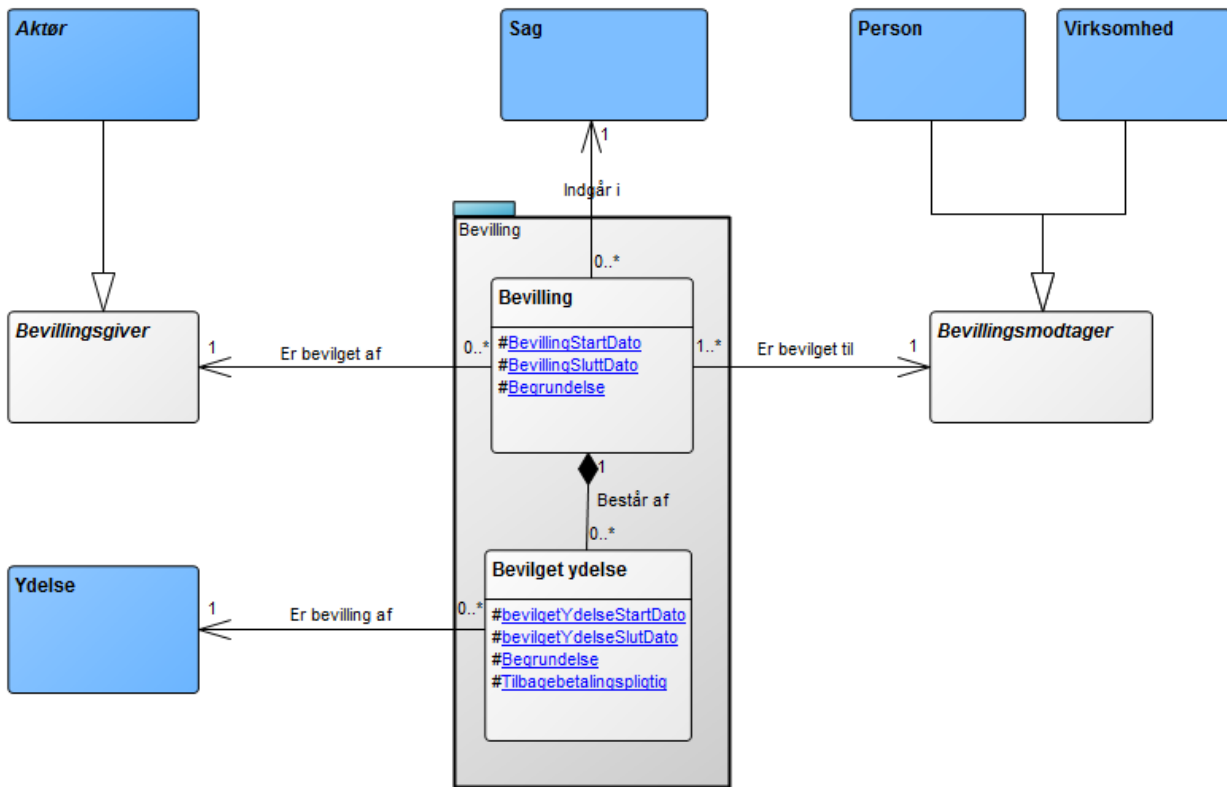 Aktør
Sag
Person
Virksomhed
1
Indgår i
Bevilling
0..*
Bevilling
#BevillingStartDato
#BevillingSluttDato
#Begrundelse
Bevillingsgiver
1
Er bevilget af
0..*
1..*
Er bevilget til
1
Bevillingsmodtager
1
Består af
0..*
Bevilget ydelse
#bevilgetYdelseStartDato
#bevilgetYdelseSlutDato
#Begrundelse
#Tilbagebetalingspligtig
Ydelse
1
Er bevilling af
0..*